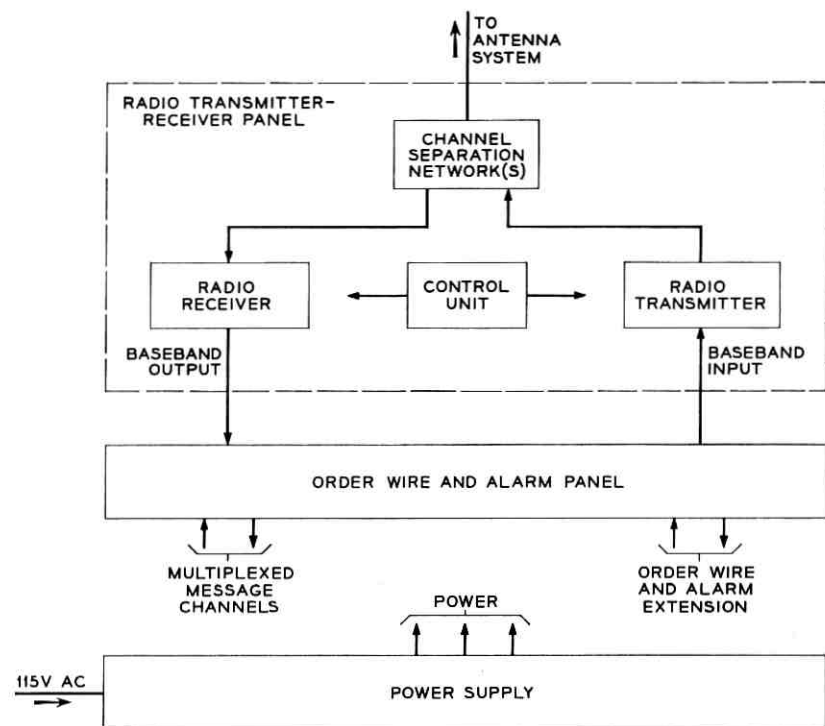 TO
ANTENNA
SYSTEM
RADIO TRANSMITTER-
RECEIVER PANEL
CHANNEL
SEPARATION
NETWORK(S)
RADIO
RECEIVER
CONTROL
UNIT
RADIO
TRANSMITTER
BASEBAND
OUTPUT
BASEBAND
INPUT
ORDER WIRE AND ALARM PANEL
MULTIPLEXED
MESSAGE
CHANNELS
ORDER WIRE
AND ALARM
EXTENSION
POWER
115V AC
POWER SUPPLY